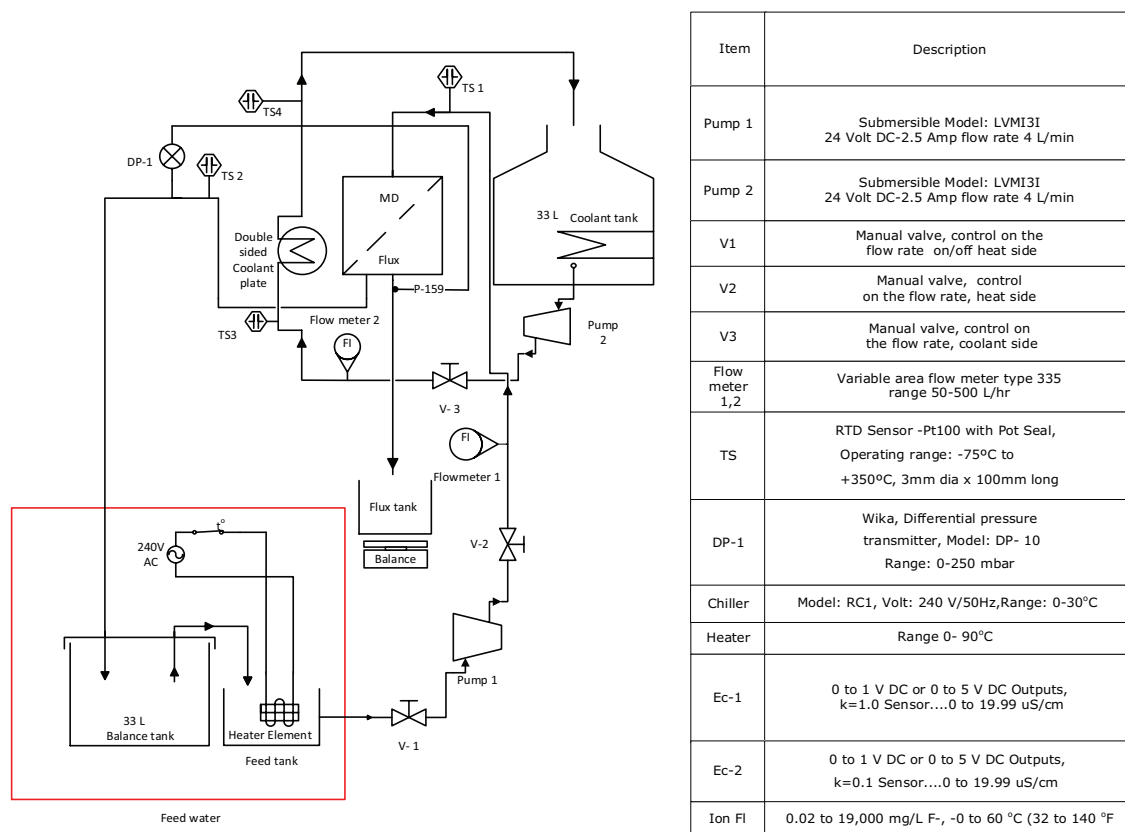 TS 1
TS4
DP-1
TS 2
MD
Flux
Double
sided
Coolant
plate
33 L
Coolant tank
P-159
TS3
Flow meter 2
FI
Pump
2
V- 3
FI
Flowmeter 1
Flux tank
Balance
V-2
240V
AC
t°
Pump 1
33 L
Balance tank
Heater Element
Feed tank
V- 1
Feed water
Item
Description
Pump 1
Submersible Model: LVMI3I
24 Volt DC-2.5 Amp flow rate 4 L/min
Pump 2
Submersible Model: LVMI3I
24 Volt DC-2.5 Amp flow rate 4 L/min
V1
Manual valve, control on the
flow rate on/off heat side
V2
Manual valve, control
on the flow rate, heat side
V3
Manual valve, control on
the flow rate, coolant side
Flow
meter
1,2
Variable area flow meter type 335
range 50-500 L/hr
TS
RTD Sensor -Pt100 with Pot Seal,
Operating range: -75ºC to
+350ºC, 3mm dia x 100mm long
DP-1
Wika, Differential pressure
transmitter, Model: DP- 10
Range: 0-250 mbar
Chiller
Model: RC1, Volt: 240 V/50Hz,Range: 0-30°C
Heater
Range 0- 90°C
Ec-1
0 to 1 V DC or 0 to 5 V DC Outputs,
k=1.0 Sensor....0 to 19.99 uS/cm
Ec-2
0 to 1 V DC or 0 to 5 V DC Outputs,
k=0.1 Sensor....0 to 19.99 uS/cm
Ion Fl
0.02 to 19,000 mg/L F-, -0 to 60 °C (32 to 140 °F